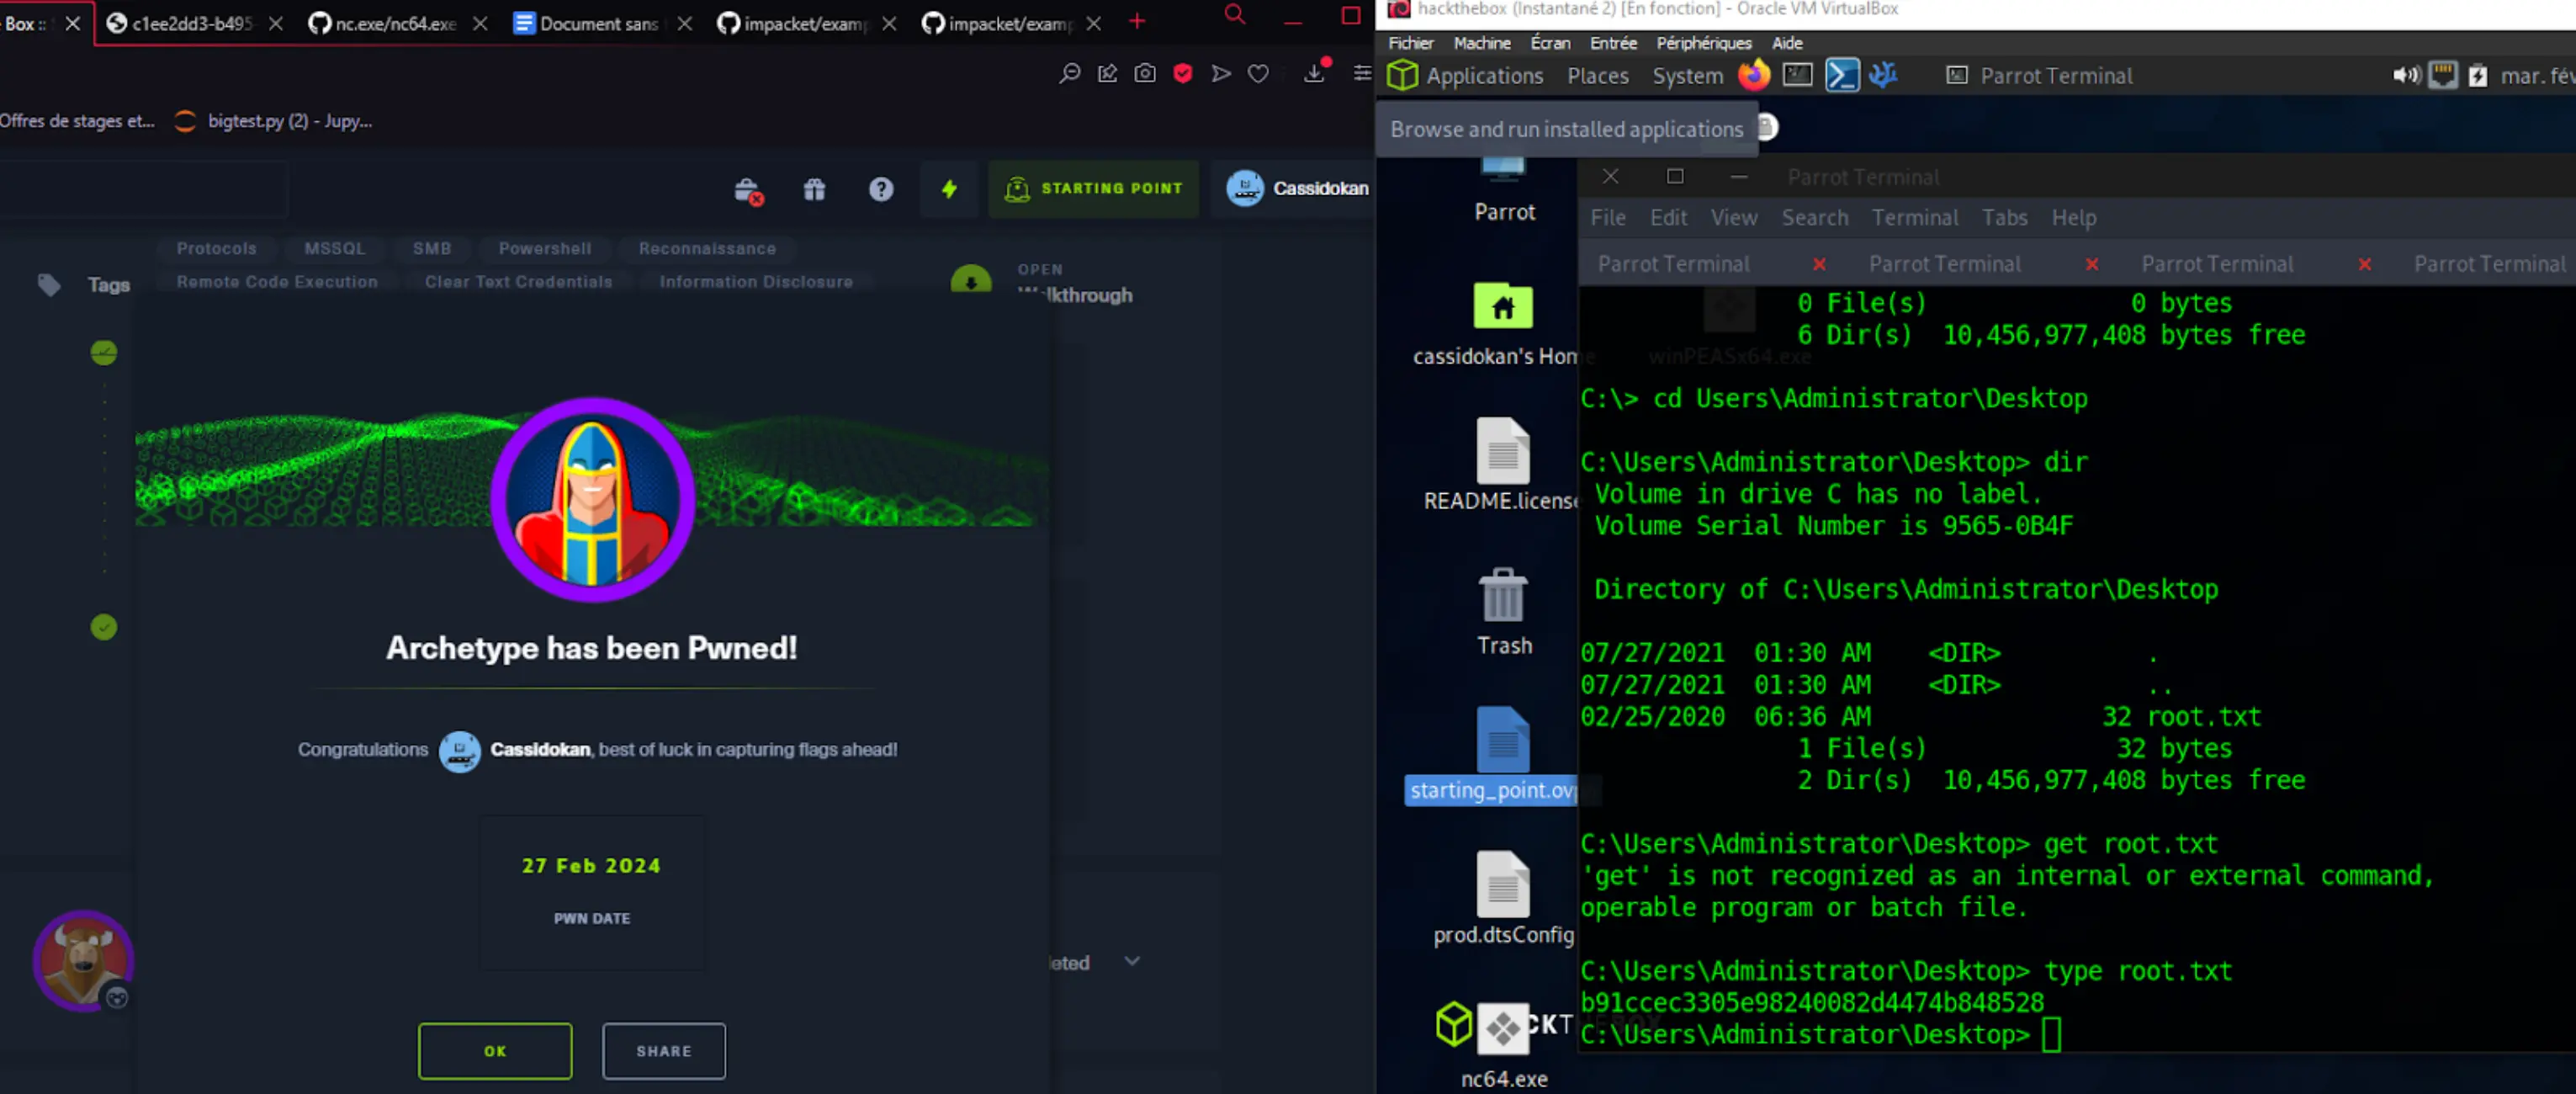 Box ::
c1ee2dd3-b495
nc.exe/nc64.exe
Document sans
impacket/examp
impacket/examp
Offres de stages et...
bigtest.py (2) - Jupy...
STARTING POINT
Cassidokan
Tags
Protocols
MSSQL
SMB
Powershell
Reconnaissance
Remote Code Execution
Clear Text Credentials
Information Disclosure
OPEN
lkthrough
Archetype has been Pwned!
Congratulations Cassidokan, best of luck in capturing flags ahead!
27 Feb 2024
PWN DATE
leted
OK
SHARE
hackthebox (Instantané 2) [En fonction] - Oracle VM VirtualBox
Fichier Machine Écran Entrée Périphériques Aide
Applications Places System
Parrot Terminal
mar. fév
Browse and run installed applications
Parrot
cassidokan's Hom
README.license
Trash
starting_point.ovp
prod.dtsConfig
CKT
nc64.exe
winPEASx64.exe
Parrot Terminal
File Edit View Search Terminal Tabs Help
Parrot Terminal
Parrot Terminal
Parrot Terminal
Parrot Terminal
0 File(s) 0 bytes
6 Dir(s) 10,456,977,408 bytes free
C:\> cd Users\Administrator\Desktop
C:\Users\Administrator\Desktop> dir
Volume in drive C has no label.
Volume Serial Number is 9565-0B4F
Directory of C:\Users\Administrator\Desktop
07/27/2021 01:30 AM <DIR> .
07/27/2021 01:30 AM <DIR> ..
02/25/2020 06:36 AM 32 root.txt
1 File(s) 32 bytes
2 Dir(s) 10,456,977,408 bytes free
C:\Users\Administrator\Desktop> get root.txt
'get' is not recognized as an internal or external command,
operable program or batch file.
C:\Users\Administrator\Desktop> type root.txt
b91ccec3305e98240082d4474b848528
C:\Users\Administrator\Desktop>